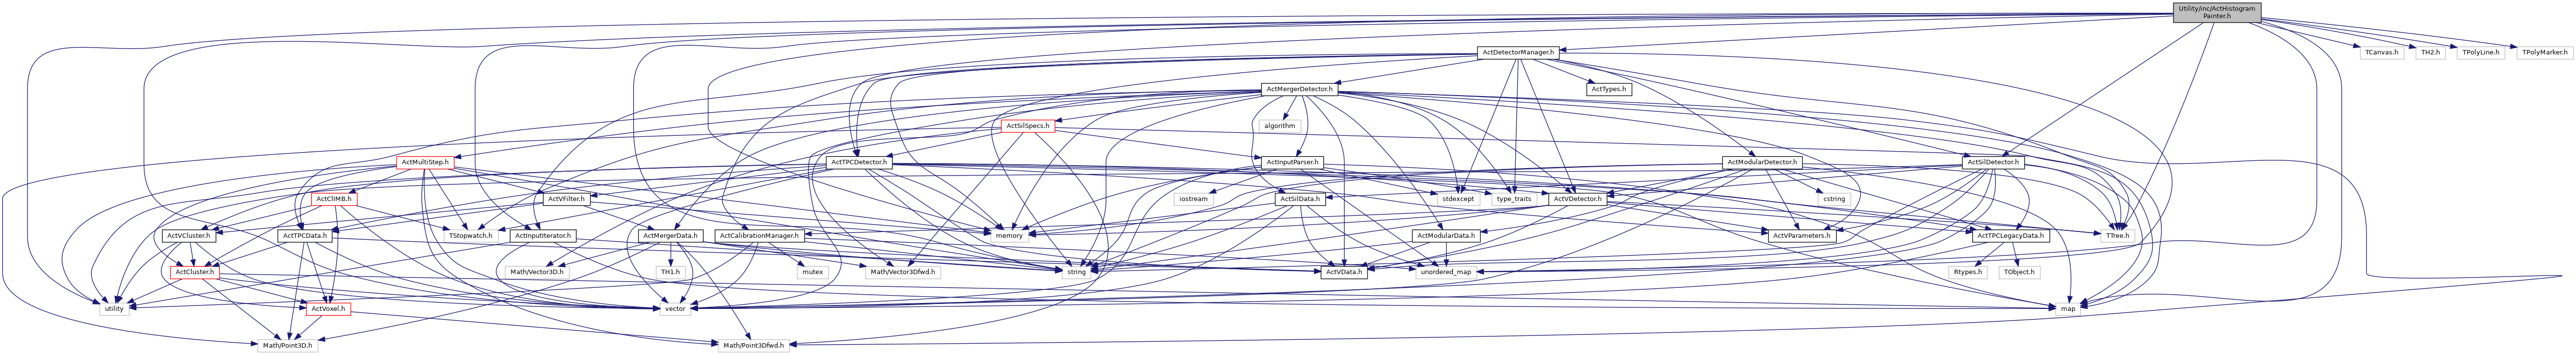 Utility/inc/ActHistogram
Painter.h
ActDetectorManager.h
TCanvas.h
TH2.h
TPolyLine.h
TPolyMarker.h
ActMergerDetector.h
ActTypes.h
ActSilSpecs.h
algorithm
ActMultiStep.h
ActTPCDetector.h
ActInputParser.h
ActModularDetector.h
ActSilDetector.h
ActClIMB.h
ActVFilter.h
iostream
ActSilData.h
stdexcept
type_traits
ActVDetector.h
cstring
ActVCluster.h
ActTPCData.h
TStopwatch.h
ActInputIterator.h
ActMergerData.h
ActCalibrationManager.h
memory
ActModularData.h
ActVParameters.h
ActTPCLegacyData.h
TTree.h
ActCluster.h
Math/Vector3D.h
TH1.h
mutex
Math/Vector3Dfwd.h
string
ActVData.h
unordered_map
Rtypes.h
TObject.h
utility
ActVoxel.h
vector
map
Math/Point3D.h
Math/Point3Dfwd.h